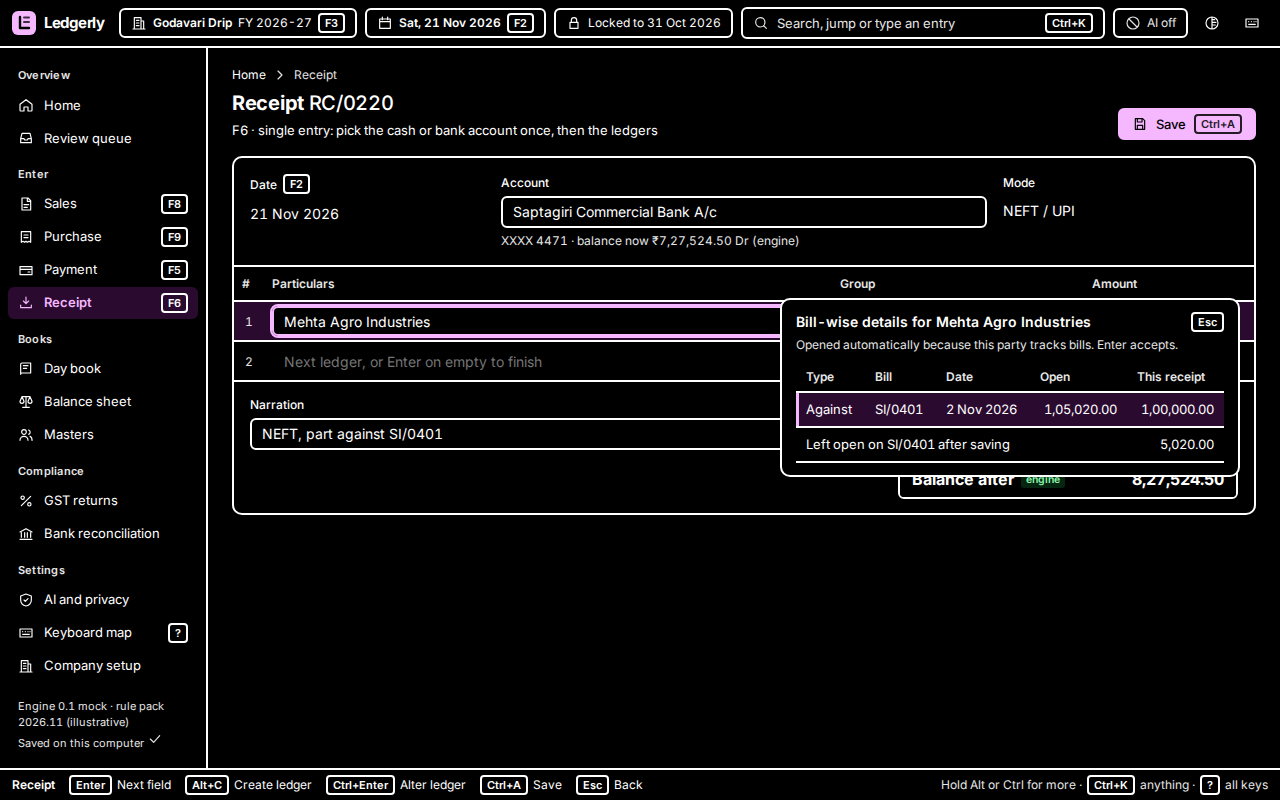 Ledgerly
Godavari Drip FY 2026-27 F3
Sat, 21 Nov 2026 F2
Locked to 31 Oct 2026
Search, jump or type an entry Ctrl+K
AI off
Overview
Home
Review queue
Enter
Sales F8
Purchase F9
Payment F5
Receipt F6
Books
Day book
Balance sheet
Masters
Compliance
GST returns
Bank reconciliation
Settings
AI and privacy
Keyboard map ?
Company setup
Engine 0.1 mock · rule pack
2026.11 (illustrative)
Saved on this computer
Home > Receipt
Receipt RC/0220
F6 · single entry: pick the cash or bank account once, then the ledgers
Save Ctrl+A
Date F2
21 Nov 2026
Account
Saptagiri Commercial Bank A/c
XXXX 4471 · balance now ₹7,27,524.50 Dr (engine)
Mode
NEFT / UPI
# Particulars Group Amount
1 Mehta Agro Industries
2 Next ledger, or Enter on empty to finish
Narration
NEFT, part against SI/0401
Bill-wise details for Mehta Agro Industries Esc
Opened automatically because this party tracks bills. Enter accepts.
Type Bill Date Open This receipt
Against SI/0401 2 Nov 2026 1,05,020.00 1,00,000.00
Left open on SI/0401 after saving 5,020.00
Balance after engine 8,27,524.50
Receipt Enter Next field Alt+C Create ledger Ctrl+Enter Alter ledger Ctrl+A Save Esc Back
Hold Alt or Ctrl for more · Ctrl+K anything · ? all keys